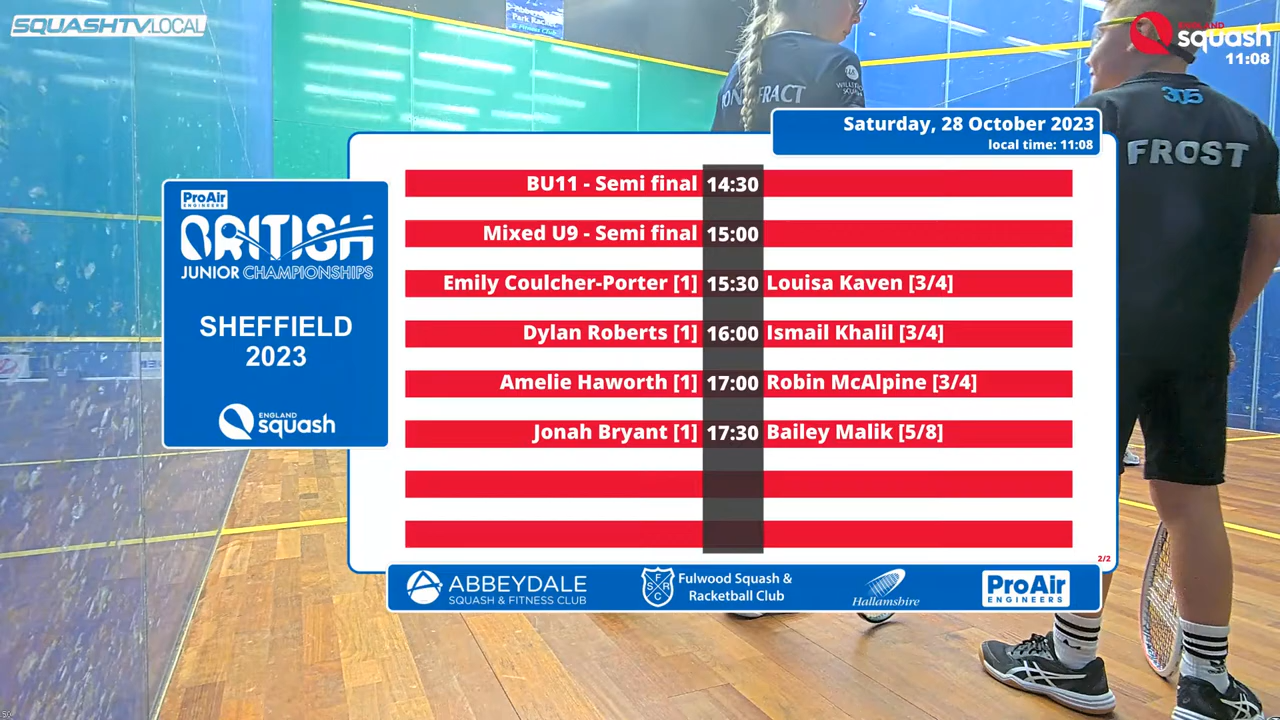 SQUASHTV.LOCAL
ENGLAND
squash
11:08
PONTEFRACT
305
FROST
Saturday, 28 October 2023
local time: 11:08
ProAir
ENGINEERS
BRITISH
JUNIOR CHAMPIONSHIPS
SHEFFIELD
2023
ENGLAND
squash
BU11 - Semi final 14:30
Mixed U9 - Semi final 15:00
Emily Coulcher-Porter [1] 15:30 Louisa Kaven [3/4]
Dylan Roberts [1] 16:00 Ismail Khalil [3/4]
Amelie Haworth [1] 17:00 Robin McAlpine [3/4]
Jonah Bryant [1] 17:30 Bailey Malik [5/8]
2/2
ABBEYDALE
SQUASH & FITNESS CLUB
FSRC
Fulwood Squash &
Racketball Club
Hallamshire
ProAir
ENGINEERS